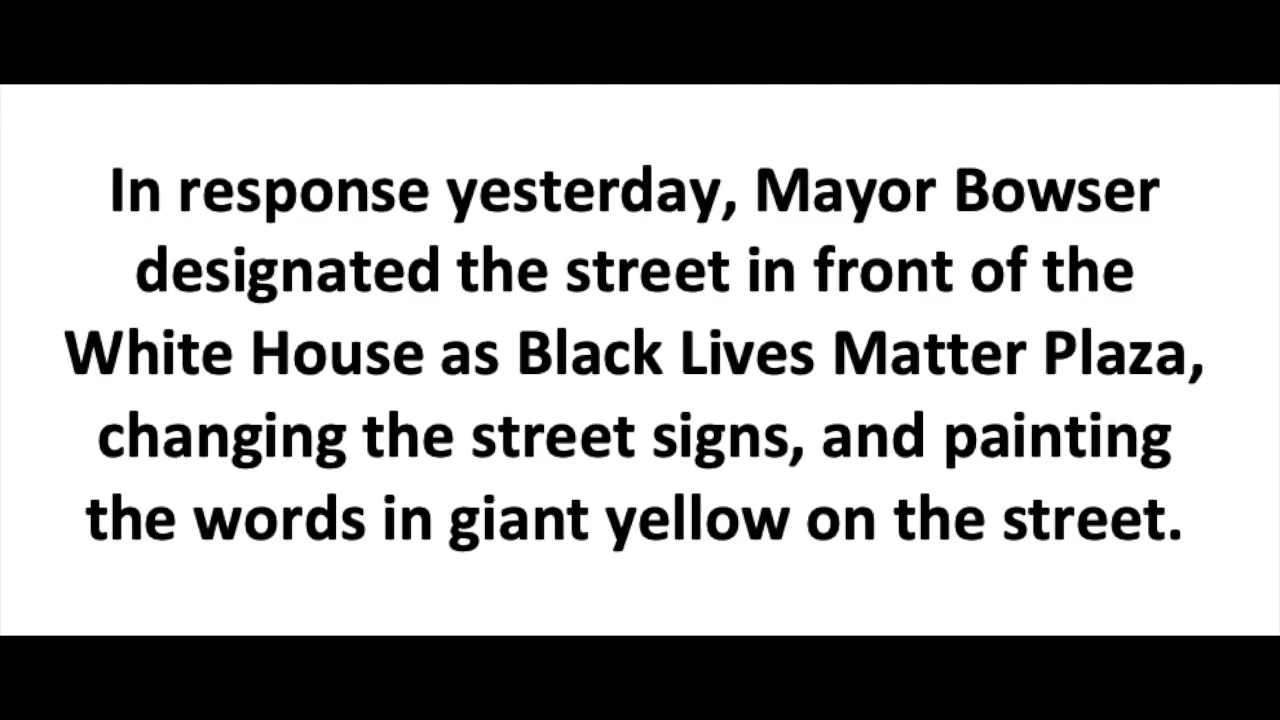 In response yesterday, Mayor Bowser
designated the street in front of the
White House as Black Lives Matter Plaza,
changing the street signs, and painting
the words in giant yellow on the street.